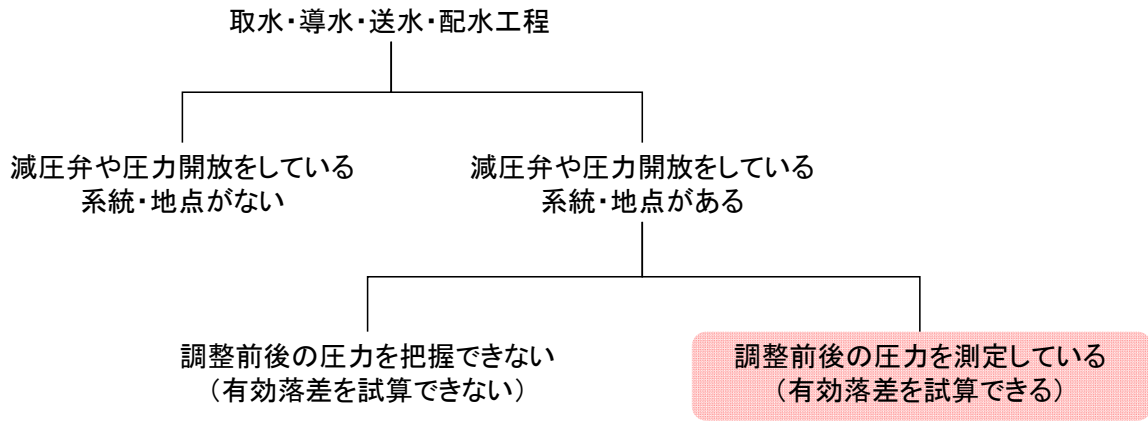 取水・導水・送水・配水工程
減圧弁や圧力開放をしている
系統・地点がない
減圧弁や圧力開放をしている
系統・地点がある
調整前後の圧力を把握できない
（有効落差を試算できない）
調整前後の圧力を測定している
（有効落差を試算できる）